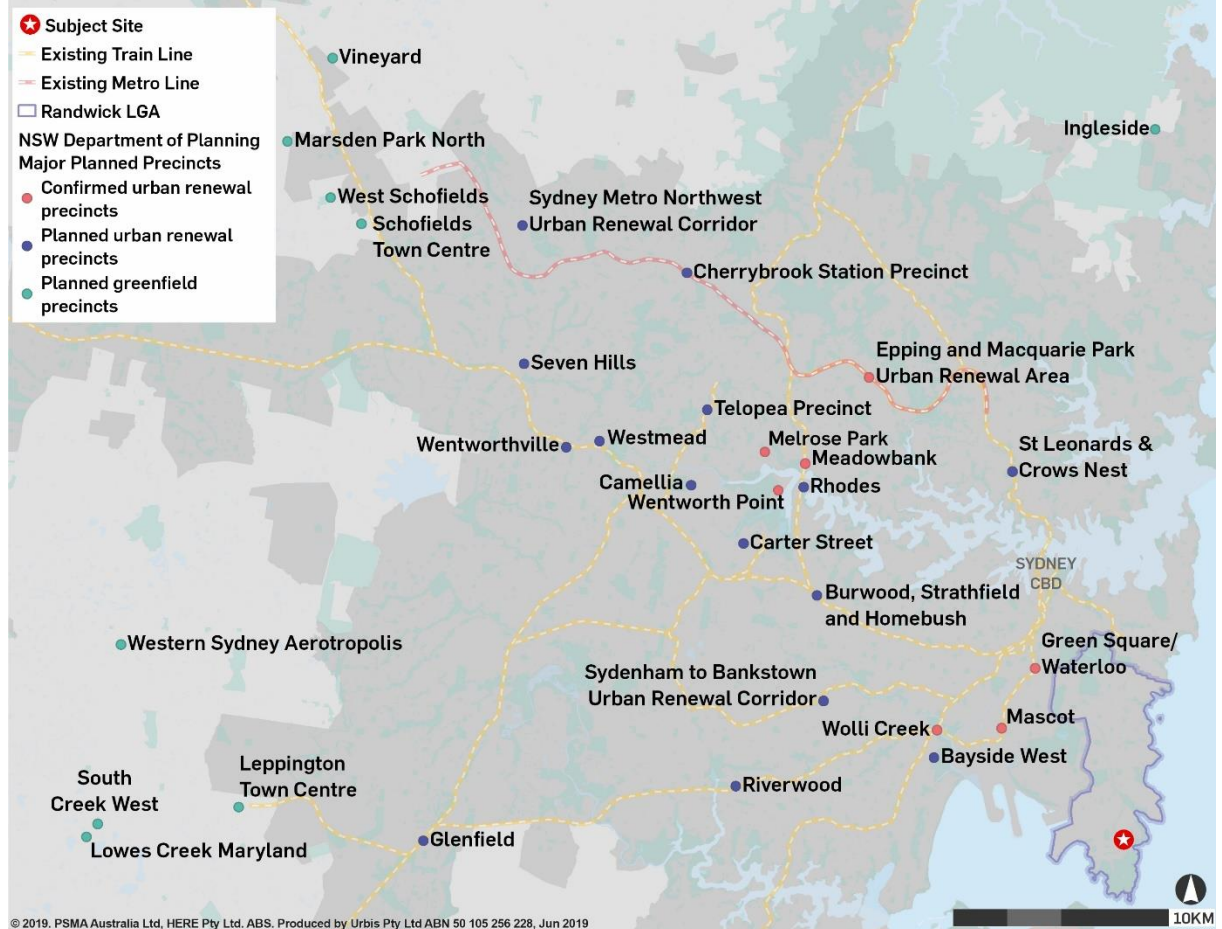 Subject Site
Existing Train Line
Existing Metro Line
Randwick LGA
NSW Department of Planning
Major Planned Precincts
Confirmed urban renewal
precincts
Planned urban renewal
precincts
Planned greenfield
precincts
Vineyard
Marsden Park North
Ingleside
West Schofields
Schofields
Town Centre
Sydney Metro Northwest
Urban Renewal Corridor
Cherrybrook Station Precinct
Seven Hills
Epping and Macquarie Park
Urban Renewal Area
Telopea Precinct
Wentworthville
Westmead
Melrose Park
Meadowbank
St Leonards &
Crows Nest
Camellia
Rhodes
Wentworth Point
Carter Street
SYDNEY
CBD
Burwood, Strathfield
and Homebush
Western Sydney Aerotropolis
Green Square/
Waterloo
Sydenham to Bankstown
Urban Renewal Corridor
Mascot
Wolli Creek
Bayside West
Leppington
Town Centre
South
Creek West
Riverwood
Lowes Creek Maryland
Glenfield
© 2019. PSMA Australia Ltd, HERE Pty Ltd. ABS. Produced by Urbis Pty Ltd ABN 50 105 256 228, Jun 2019
10KM